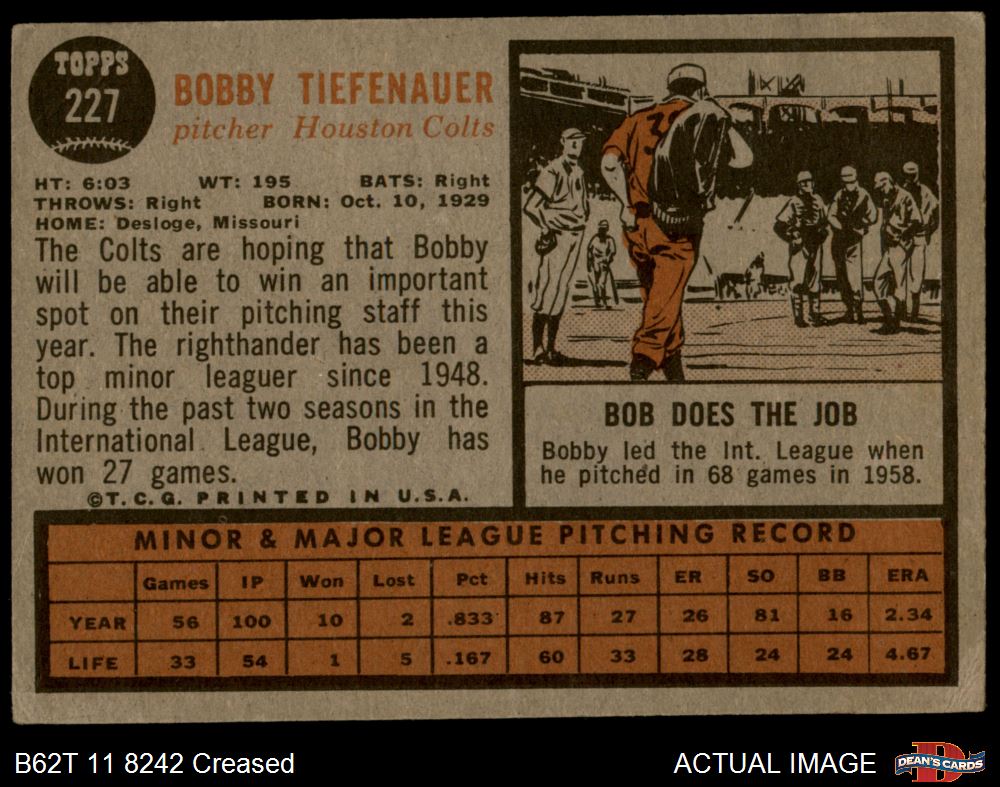 TOPPS
227
BOBBY TIEFENAUER
pitcher Houston Colts
HT: 6:03 WT: 195 BATS: Right
THROWS: Right BORN: Oct. 10, 1929
HOME: Desloge, Missouri
The Colts are hoping that Bobby
will be able to win an important
spot on their pitching staff this
year. The righthander has been a
top minor leaguer since 1948.
During the past two seasons in the
International League, Bobby has
won 27 games.
©T.C.G. PRINTED IN U.S.A.
BOB DOES THE JOB
Bobby led the Int. League when
he pitched in 68 games in 1958.
MINOR & MAJOR LEAGUE PITCHING RECORD
Games IP Won Lost Pct Hits Runs ER SO BB ERA
YEAR 56 100 10 2 .833 87 27 26 81 16 2.34
LIFE 33 54 1 5 .167 60 33 28 24 24 4.67
B62T 11 8242 Creased
ACTUAL IMAGE
D
DEAN'S CARDS